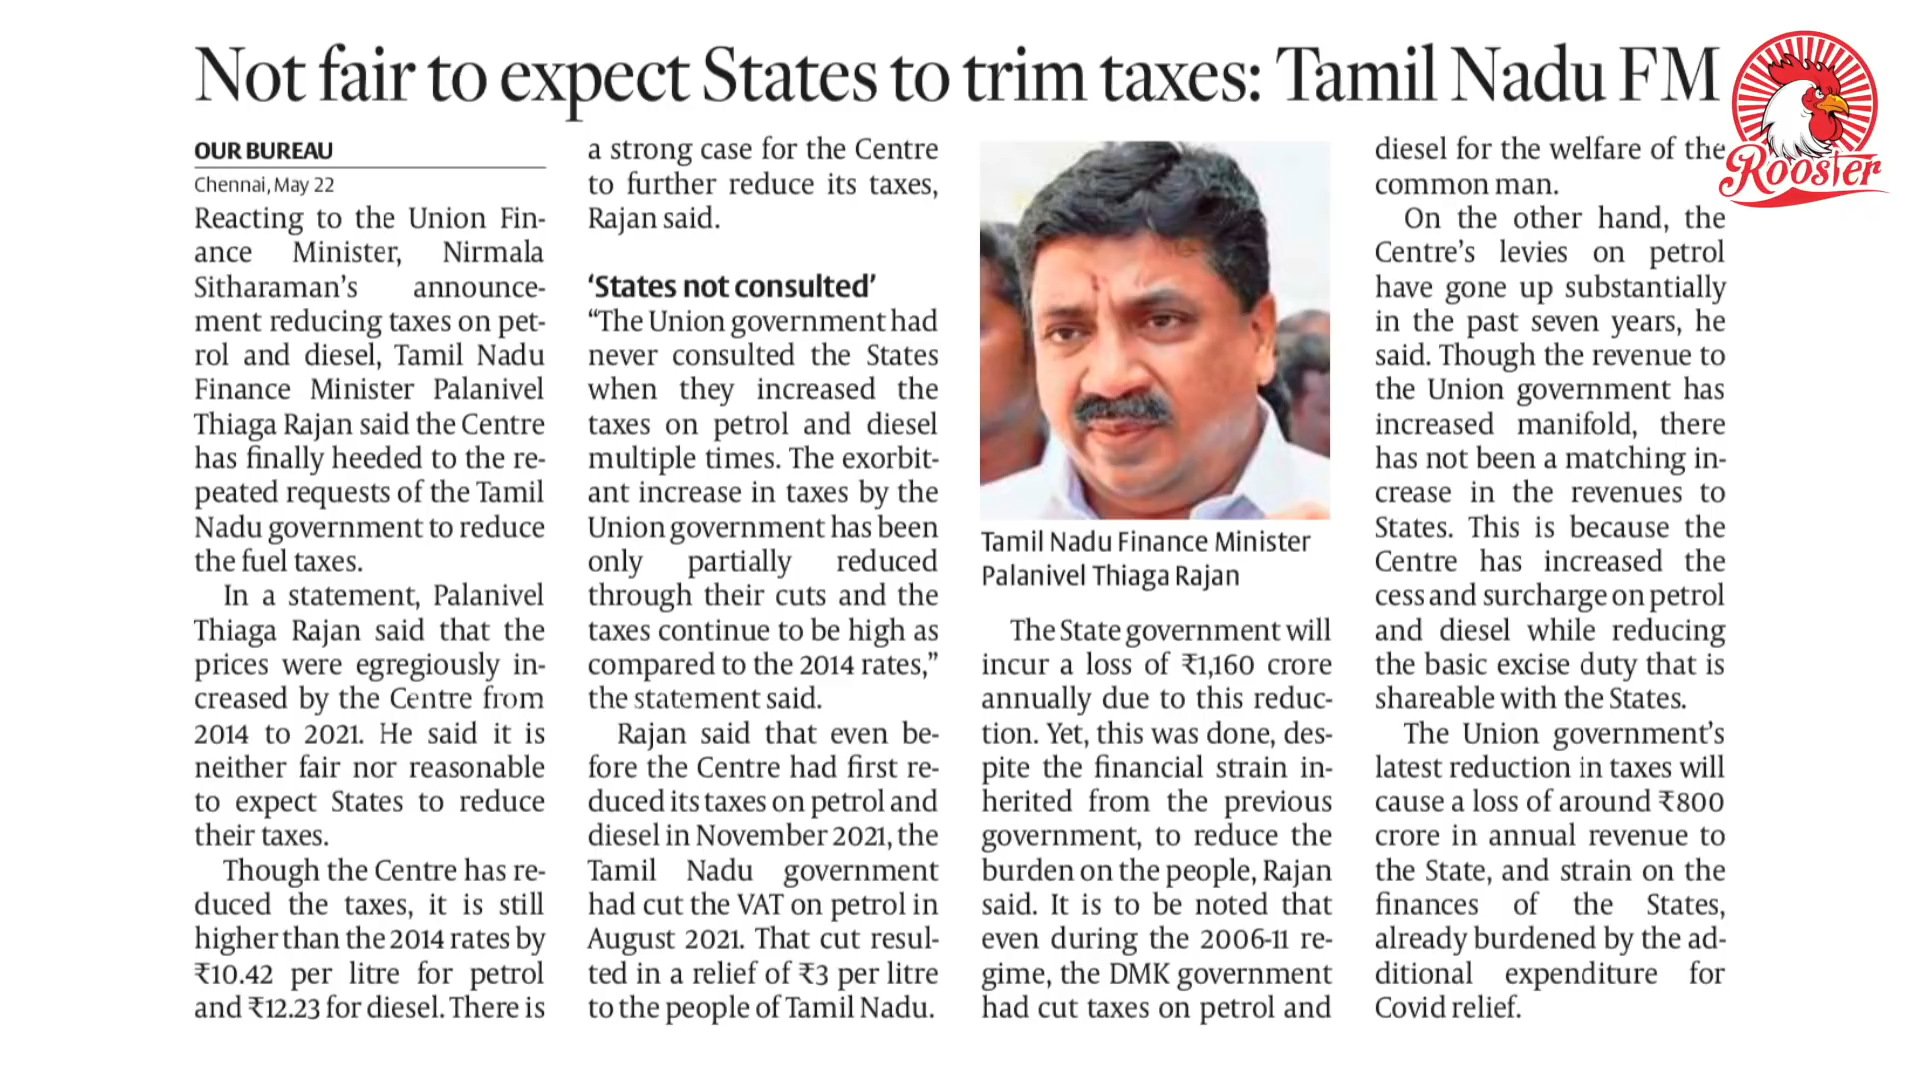 Not fair to expect States to trim taxes: Tamil Nadu FM
Rooster
OUR BUREAU
Chennai, May 22
Reacting to the Union Fin-
ance Minister, Nirmala
Sitharaman's announce-
ment reducing taxes on pet-
rol and diesel, Tamil Nadu
Finance Minister Palanivel
Thiaga Rajan said the Centre
has finally heeded to the re-
peated requests of the Tamil
Nadu government to reduce
the fuel taxes.
In a statement, Palanivel
Thiaga Rajan said that the
prices were egregiously in-
creased by the Centre from
2014 to 2021. He said it is
neither fair nor reasonable
to expect States to reduce
their taxes.
Though the Centre has re-
duced the taxes, it is still
higher than the 2014 rates by
₹10.42 per litre for petrol
and ₹12.23 for diesel. There is
a strong case for the Centre
to further reduce its taxes,
Rajan said.
‘States not consulted’
“The Union government had
never consulted the States
when they increased the
taxes on petrol and diesel
multiple times. The exorbit-
ant increase in taxes by the
Union government has been
only partially reduced
through their cuts and the
taxes continue to be high as
compared to the 2014 rates,”
the statement said.
Rajan said that even be-
fore the Centre had first re-
duced its taxes on petrol and
diesel in November 2021, the
Tamil Nadu government
had cut the VAT on petrol in
August 2021. That cut resul-
ted in a relief of ₹3 per litre
to the people of Tamil Nadu.
Tamil Nadu Finance Minister
Palanivel Thiaga Rajan
The State government will
incur a loss of ₹1,160 crore
annually due to this reduc-
tion. Yet, this was done, des-
pite the financial strain in-
herited from the previous
government, to reduce the
burden on the people, Rajan
said. It is to be noted that
even during the 2006-11 re-
gime, the DMK government
had cut taxes on petrol and
diesel for the welfare of the
common man.
On the other hand, the
Centre's levies on petrol
have gone up substantially
in the past seven years, he
said. Though the revenue to
the Union government has
increased manifold, there
has not been a matching in-
crease in the revenues to
States. This is because the
Centre has increased the
cess and surcharge on petrol
and diesel while reducing
the basic excise duty that is
shareable with the States.
The Union government's
latest reduction in taxes will
cause a loss of around ₹800
crore in annual revenue to
the State, and strain on the
finances of the States,
already burdened by the ad-
ditional expenditure for
Covid relief.